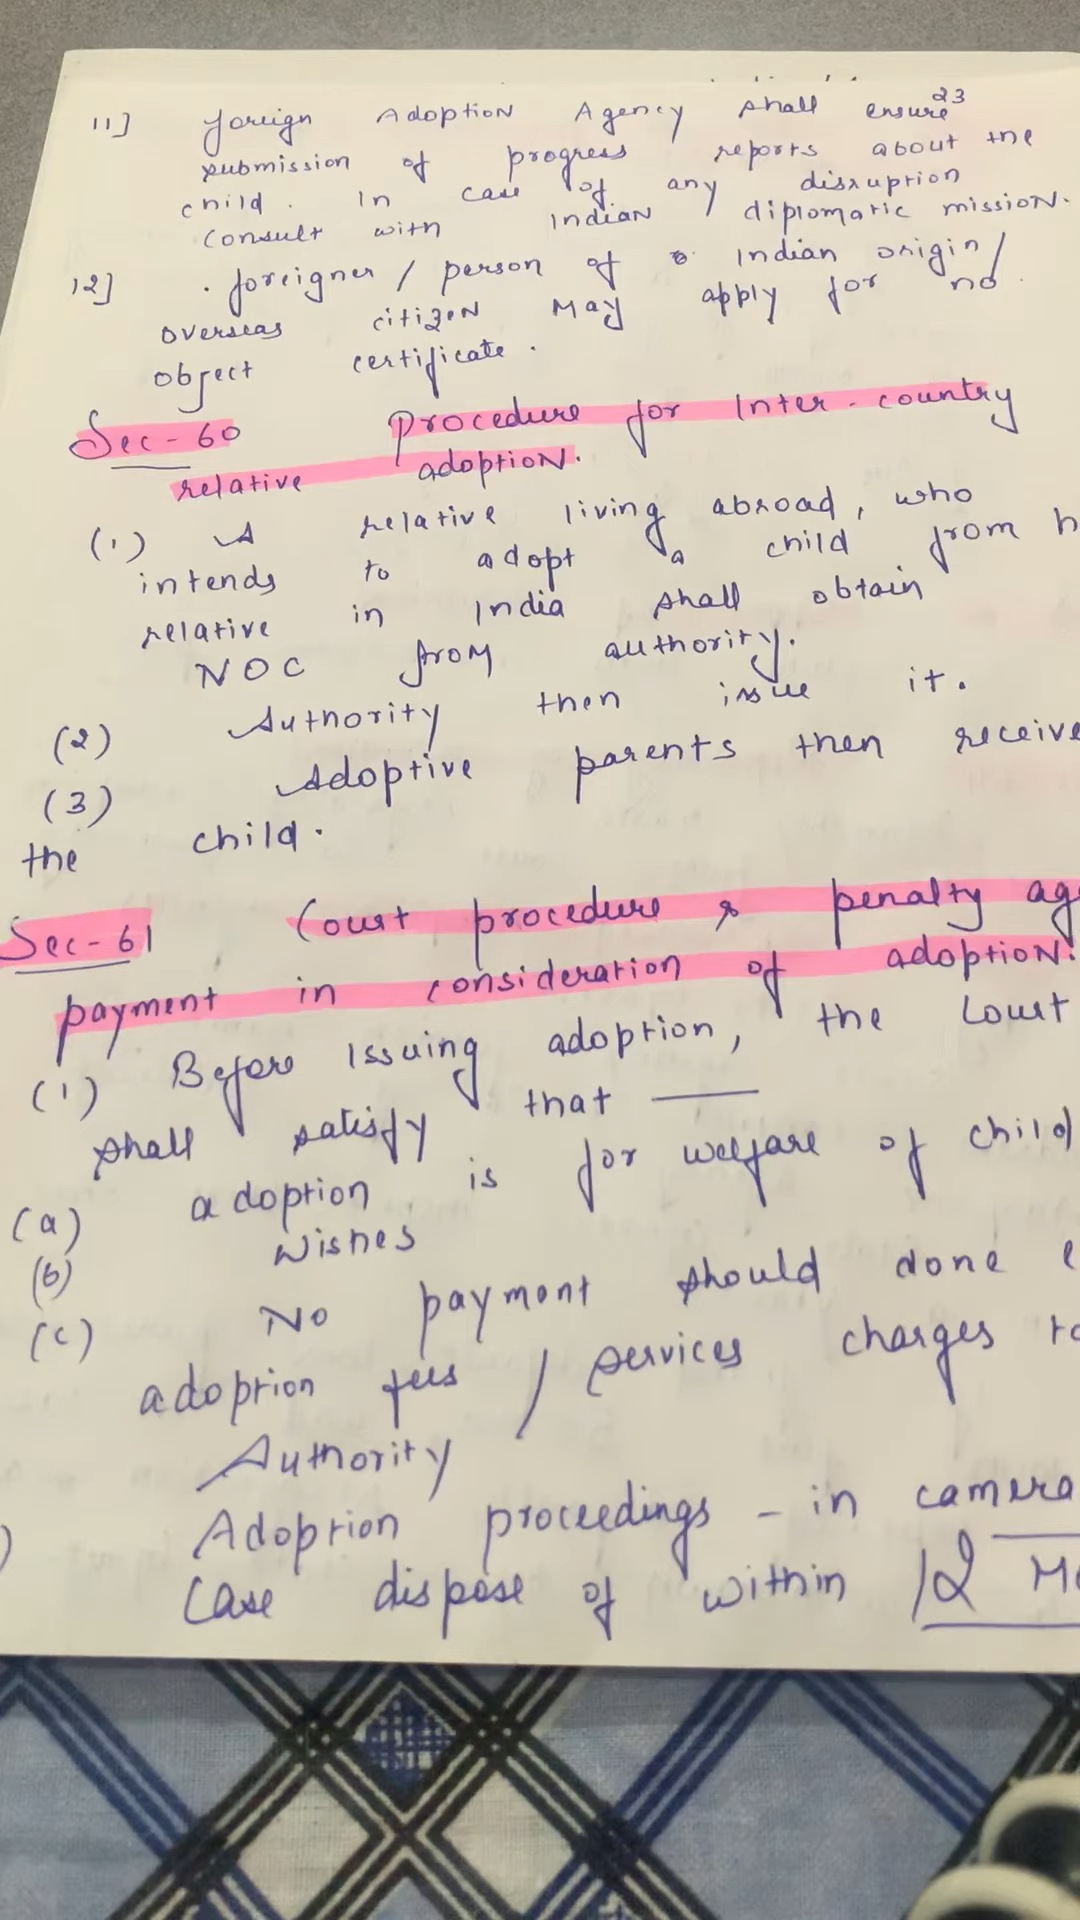 23
11] foreign Adoption Agency shall ensure
submission of progress reports about the
child. In case of any disruption
consult with Indian diplomatic mission.
12] . foreigner / person of Indian origin /
overseas citizen may apply for no
object certificate.
Sec-60 Procedure for Inter-country
relative adoption.
(1) A relative living abroad, who
intends to adopt a child from h
relative in India shall obtain
NOC from authority.
(2) Authority then issue it.
(3) Adoptive parents then receive
the child.
Sec-61 Court procedure & penalty ag
payment in consideration of adoption.
(1) Before Issuing adoption, the Court
shall satisfy that —
(a) adoption is for welfare of child
(b) wishes
(c) No payment should done e
adoption fees / services charges to
Authority
) Adoption proceedings - in camera
Case dispose of within 12 Mo